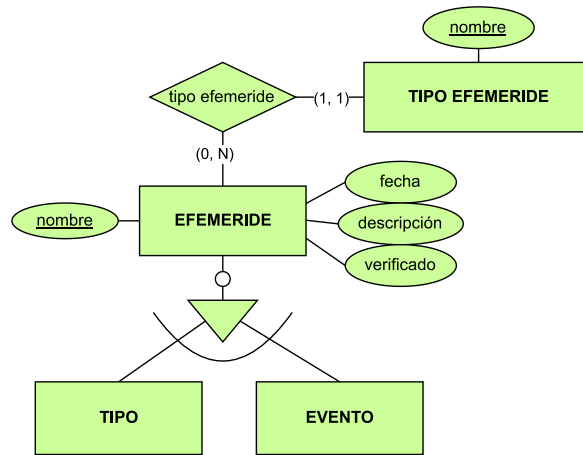 nombre
TIPO EFEMERIDE
tipo efemeride
(1, 1)
(0, N)
nombre
EFEMERIDE
fecha
descripción
verificado
TIPO
EVENTO